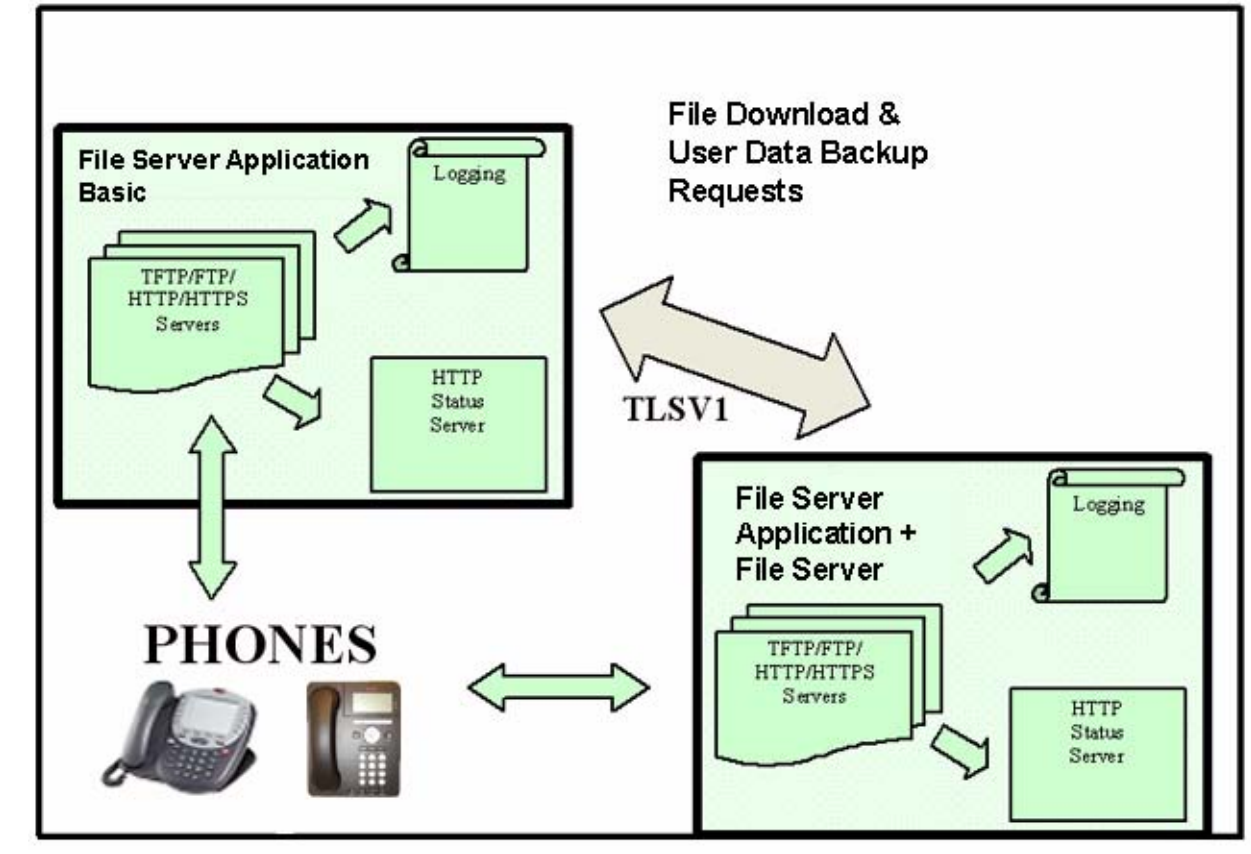 File Download &
User Data Backup
Requests
File Server Application
Basic
Logging
TFTP/FTP/
HTTP/HTTPS
Servers
HTTP
Status
Server
TLSV1
File Server
Application +
File Server
Logging
TFTP/FTP/
HTTP/HTTPS
Servers
HTTP
Status
Server
PHONES